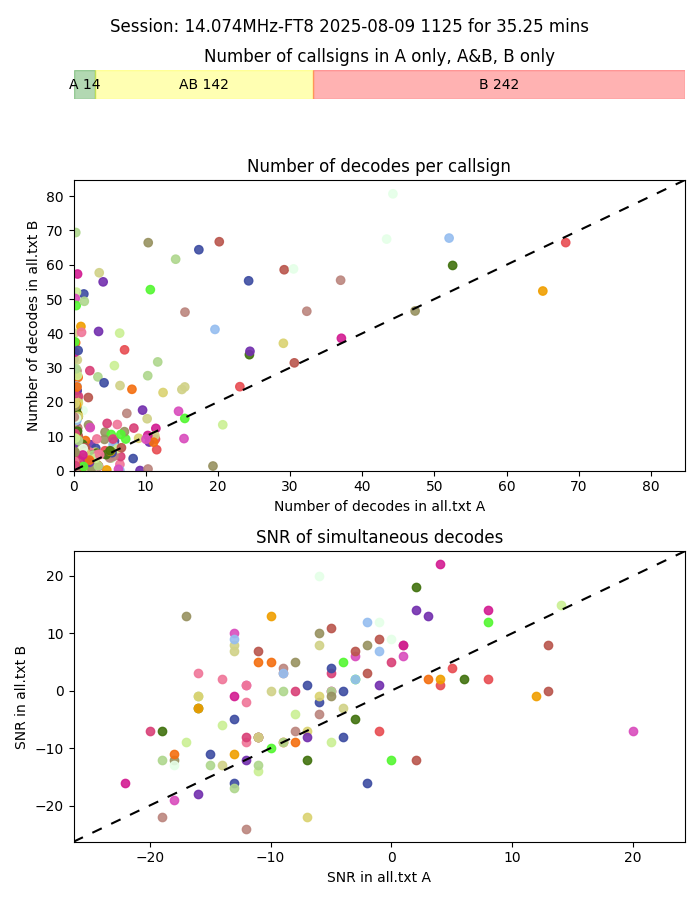 Session: 14.074MHz-FT8 2025-08-09 1125 for 35.25 mins
Number of callsigns in A only, A&B, B only
A 14 AB 142 B 242
Number of decodes per callsign
80
70
60
50
40
30
20
10
0
Number of decodes in all.txt B
0 10 20 30 40 50 60 70 80
Number of decodes in all.txt A
SNR of simultaneous decodes
20
10
0
−10
−20
SNR in all.txt B
−20 −10 0 10 20
SNR in all.txt A